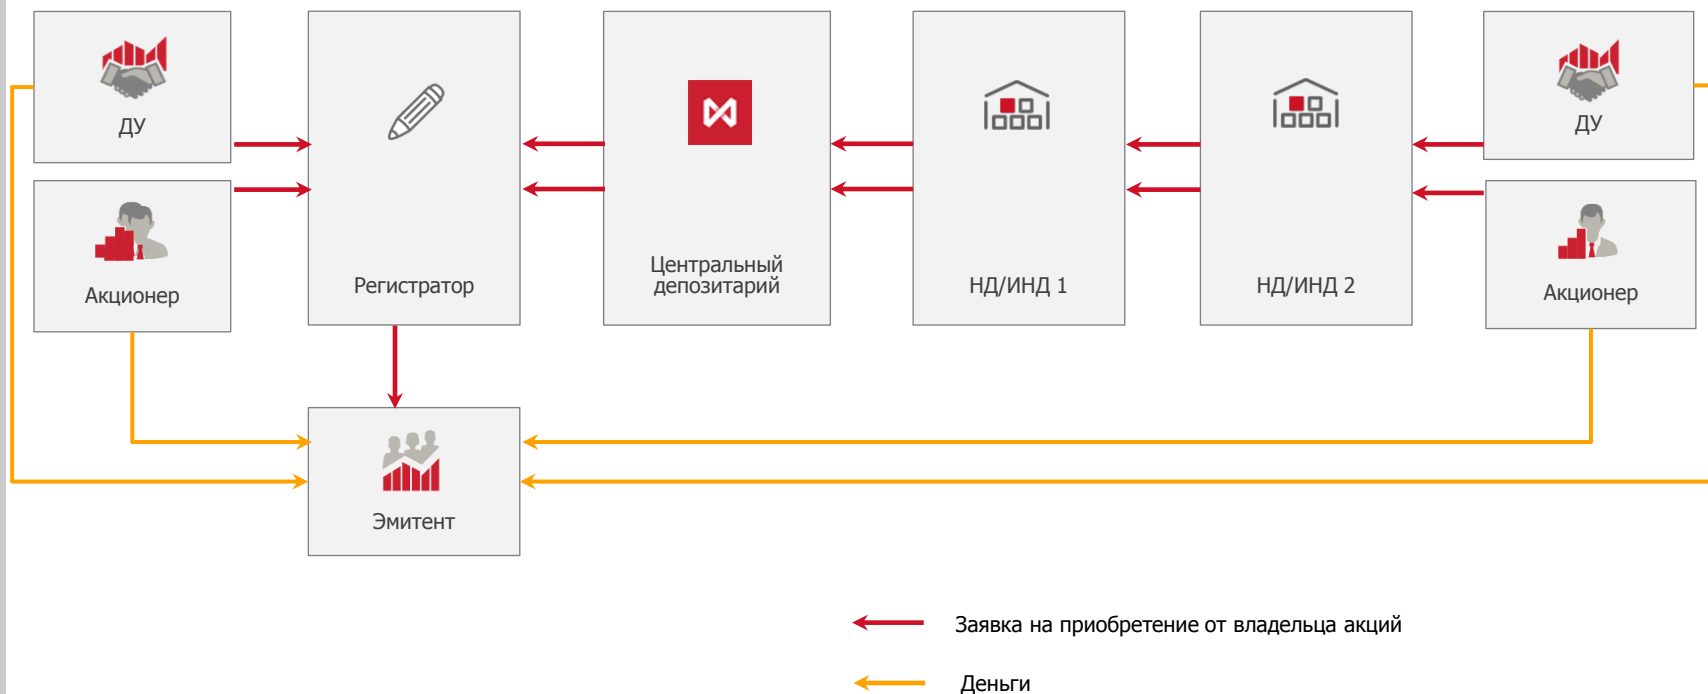 ДУ
Акционер
Регистратор
Центральный
депозитарий
НД/ИНД 1
НД/ИНД 2
ДУ
Акционер
Эмитент
Заявка на приобретение от владельца акций
Деньги